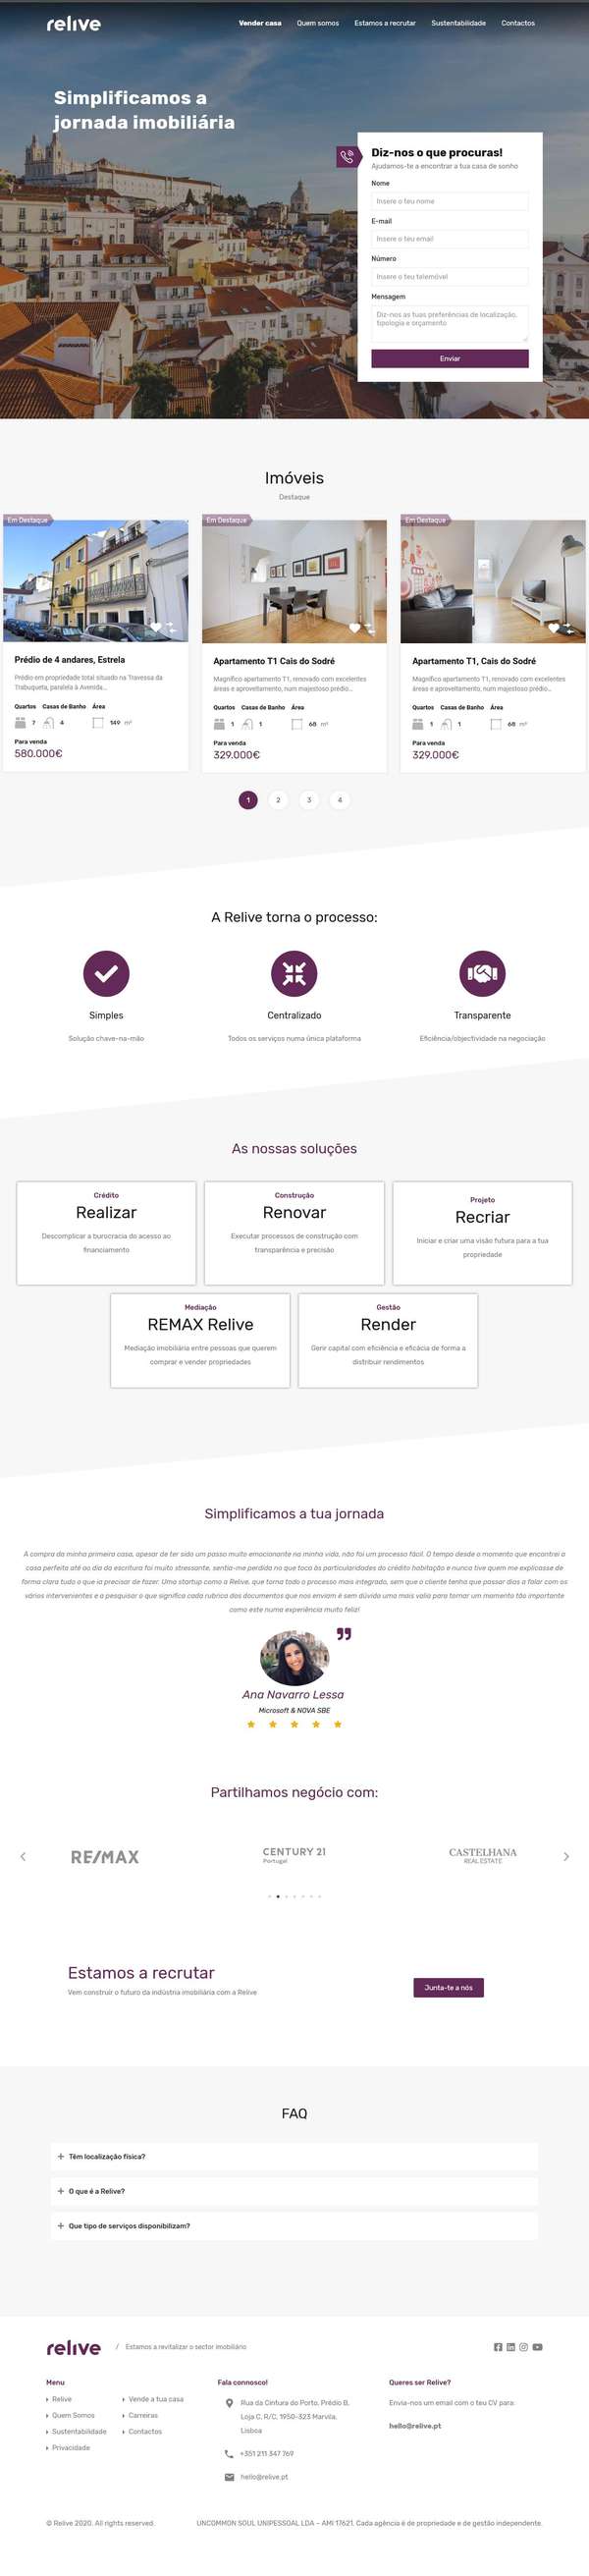 relive
Vender casa Quem somos Estamos a recrutar Sustentabilidade Contactos
Simplificamos a
jornada imobiliária
Diz-nos o que procuras!
Ajudamos-te a encontrar a tua casa de sonho
Nome
Insere o teu nome
E-mail
Insere o teu email
Número
Insere o teu telemóvel
Mensagem
Diz-nos as tuas preferências de localização,
tipologia e orçamento
Enviar
Imóveis
Destaque
Em Destaque
Prédio de 4 andares, Estrela
Prédio em propriedade total situado na Travessa da
Trabuqueta, paralela à Avenida...
Quartos Casas de Banho Área
7 4 149 m²
Para venda
580.000€
Em Destaque
Apartamento T1 Cais do Sodré
Magnífico apartamento T1, renovado com excelentes
áreas e aproveitamento, num majestoso prédio...
Quartos Casas de Banho Área
1 1 68 m²
Para venda
329.000€
Em Destaque
Apartamento T1, Cais do Sodré
Magnífico apartamento T1, renovado com excelentes
áreas e aproveitamento, num majestoso prédio...
Quartos Casas de Banho Área
1 1 68 m²
Para venda
329.000€
1 2 3 4
A Relive torna o processo:
Simples
Solução chave-na-mão
Centralizado
Todos os serviços numa única plataforma
Transparente
Eficiência/objectividade na negociação
As nossas soluções
Crédito
Realizar
Descomplicar a burocracia do acesso ao
financiamento
Construção
Renovar
Executar processos de construção com
transparência e precisão
Projeto
Recriar
Iniciar e criar uma visão futura para a tua
propriedade
Mediação
REMAX Relive
Mediação imobiliária entre pessoas que querem
comprar e vender propriedades
Gestão
Render
Gerir capital com eficiência e eficácia de forma a
distribuir rendimentos
Simplificamos a tua jornada
A compra da minha primeira casa, apesar de ter sido um passo muito emocionante na minha vida, não foi um processo fácil. O tempo desde o momento que encontrei a
casa perfeita até ao dia da escritura foi muito stressante, sentia-me perdida no que toca às particularidades do crédito habitação e nunca tive quem me explicasse de
forma clara tudo o que ia precisar de fazer. Uma startup como a Relive, que torna todo o processo mais integrado, sem que o cliente tenha que passar dias a falar com os
vários intervenientes e a pesquisar o que significa cada rubrica dos documentos que nos enviam é sem dúvida uma mais valia para tornar um momento tão importante
como este numa experiência muito feliz!
Ana Navarro Lessa
Microsoft & NOVA SBE
Partilhamos negócio com:
RE/MAX
CENTURY 21
Portugal
CASTELHANA
REAL ESTATE
Estamos a recrutar
Vem construir o futuro da indústria imobiliária com a Relive
Junta-te a nós
FAQ
Têm localização física?
O que é a Relive?
Que tipo de serviços disponibilizam?
relive / Estamos a revitalizar o sector imobiliário
Menu
Relive
Quem Somos
Sustentabilidade
Privacidade
Vende a tua casa
Carreiras
Contactos
Fala connosco!
Rua da Cintura do Porto, Prédio B,
Loja C, R/C, 1950-323 Marvila,
Lisboa
+351 211 347 769
hello@relive.pt
Queres ser Relive?
Envia-nos um email com o teu CV para:
hello@relive.pt
© Relive 2020. All rights reserved.
UNCOMMON SOUL UNIPESSOAL LDA – AMI 17621. Cada agência é de propriedade e de gestão independente.